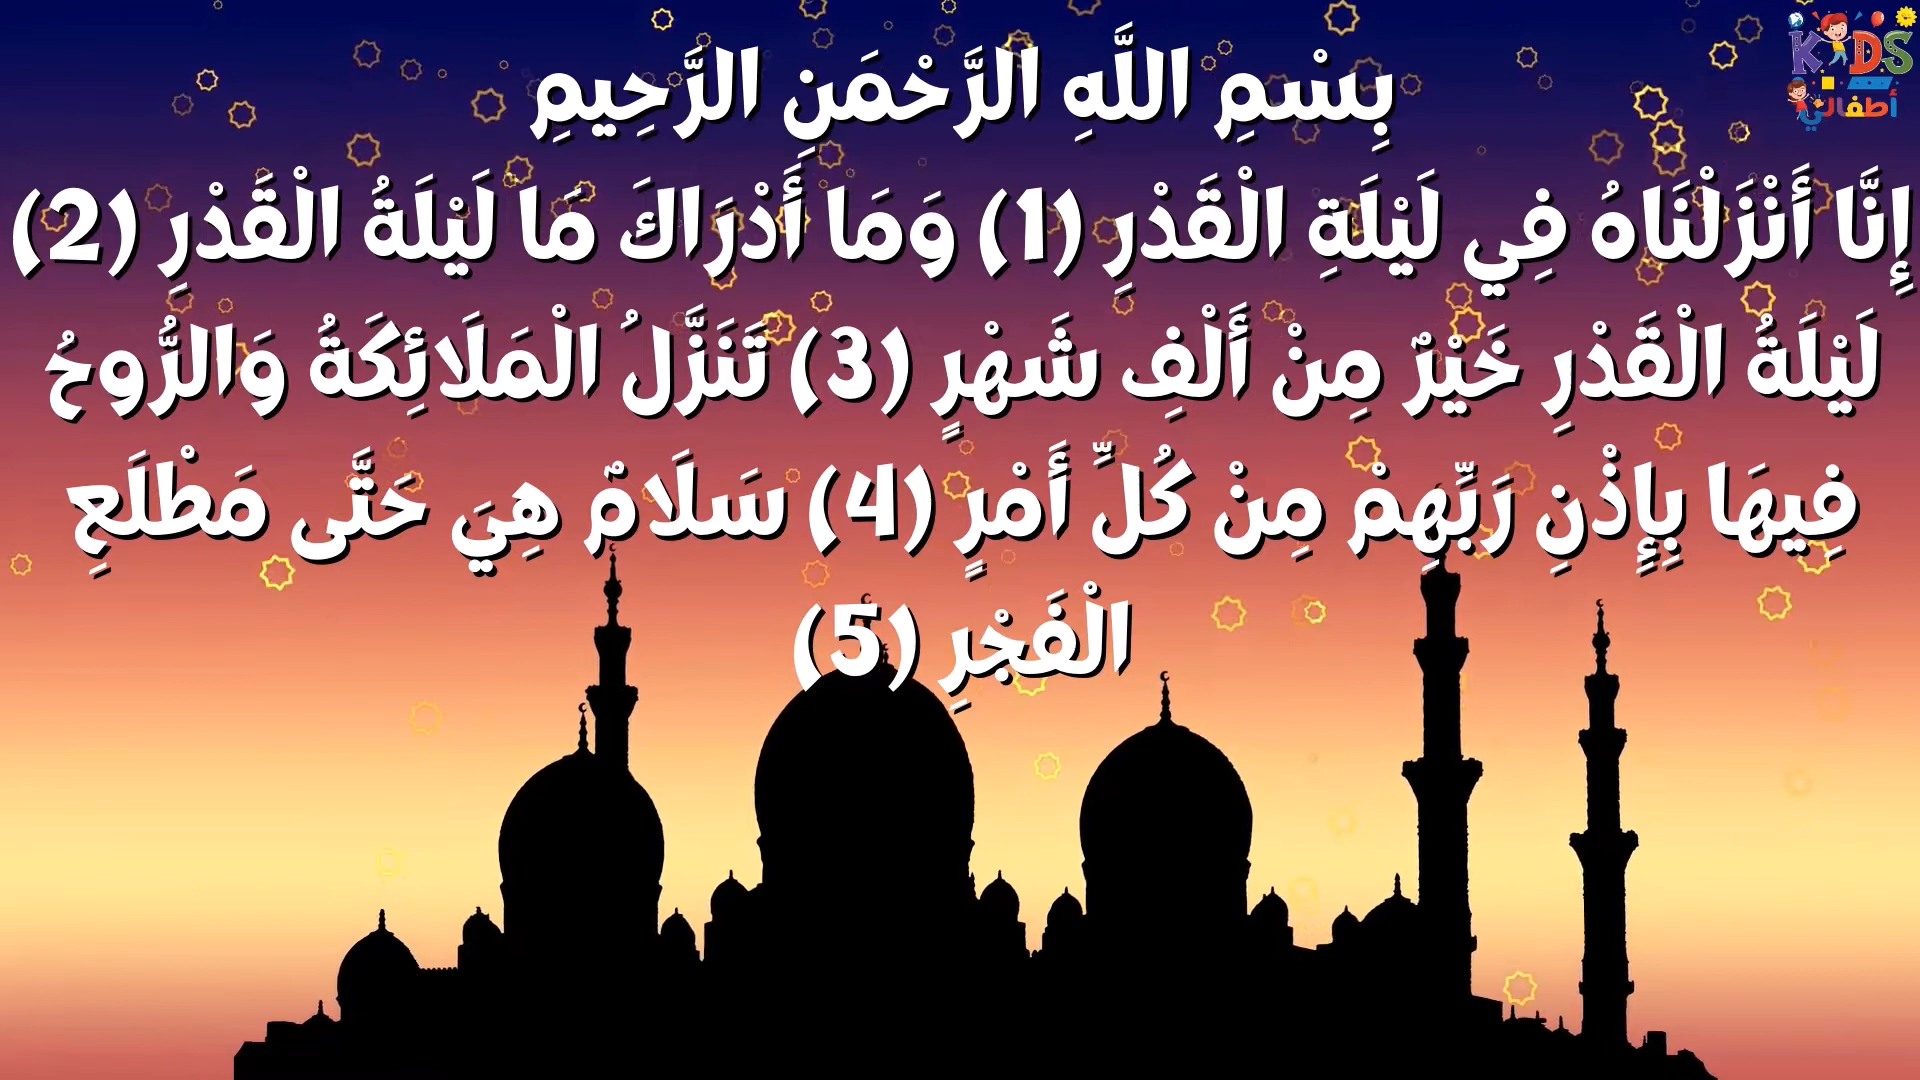 KIDS
أطفالي
بِسْمِ اللَّهِ الرَّحْمَنِ الرَّحِيمِ
إِنَّا أَنْزَلْنَاهُ فِي لَيْلَةِ الْقَدْرِ (1) وَمَا أَدْرَاكَ مَا لَيْلَةُ الْقَدْرِ (2)
لَيْلَةُ الْقَدْرِ خَيْرٌ مِنْ أَلْفِ شَهْرٍ (3) تَنَزَّلُ الْمَلَائِكَةُ وَالرُّوحُ
فِيهَا بِإِذْنِ رَبِّهِمْ مِنْ كُلِّ أَمْرٍ (4) سَلَامٌ هِيَ حَتَّى مَطْلَعِ
الْفَجْرِ (5)